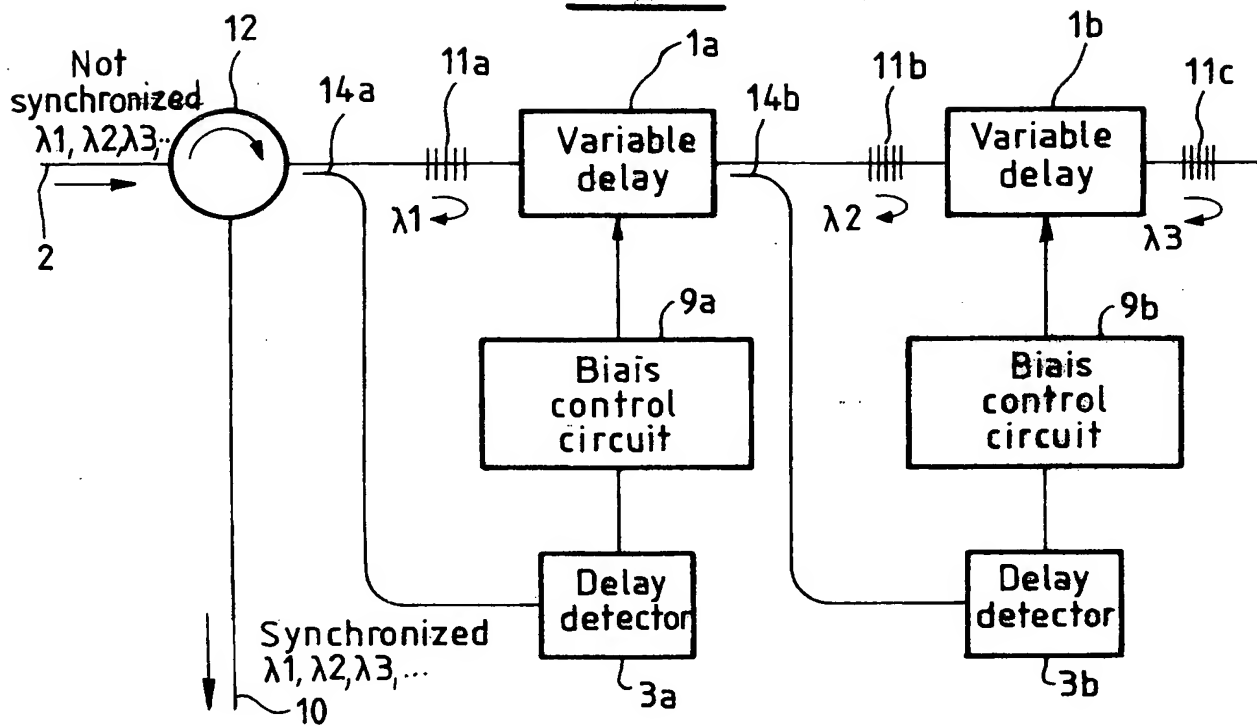 12
1a
1b
Not
synchronized
λ1, λ2,λ3,..
14a
11a
14b
11b
11c
Variable
delay
Variable
delay
λ1
λ2
λ3
2
9a
9b
Biaïs
control
circuit
Biaïs
control
circuit
Delay
detector
Delay
detector
Synchronized
λ1, λ2,λ3,...
10
3a
3b